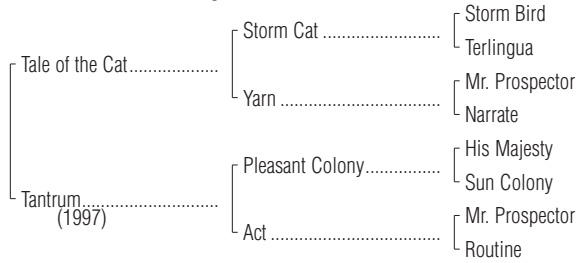 Storm Bird
Storm Cat ........................
Terlingua
Tale of the Cat..................
Mr. Prospector
Yarn .................................
Narrate
His Majesty
Pleasant Colony...............
Sun Colony
Tantrum...........................
(1997)
Mr. Prospector
Act ...................................
Routine